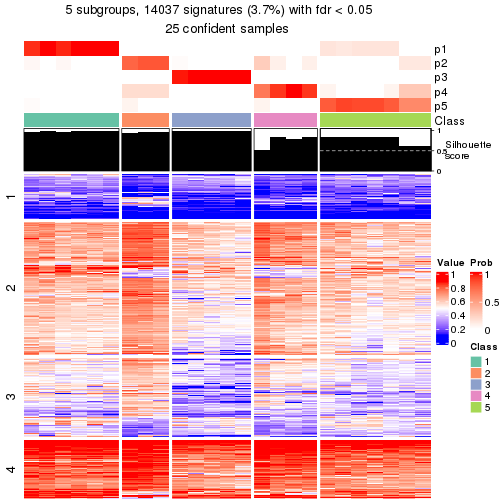 5 subgroups, 14037 signatures (3.7%) with fdr < 0.05
25 confident samples
p1
p2
p3
p4
p5
Class
1
0.5
0
Silhouette
score
1
2
3
4
Value
1
0.8
0.6
0.4
0.2
0
Prob
1
0.5
0
Class
1
2
3
4
5